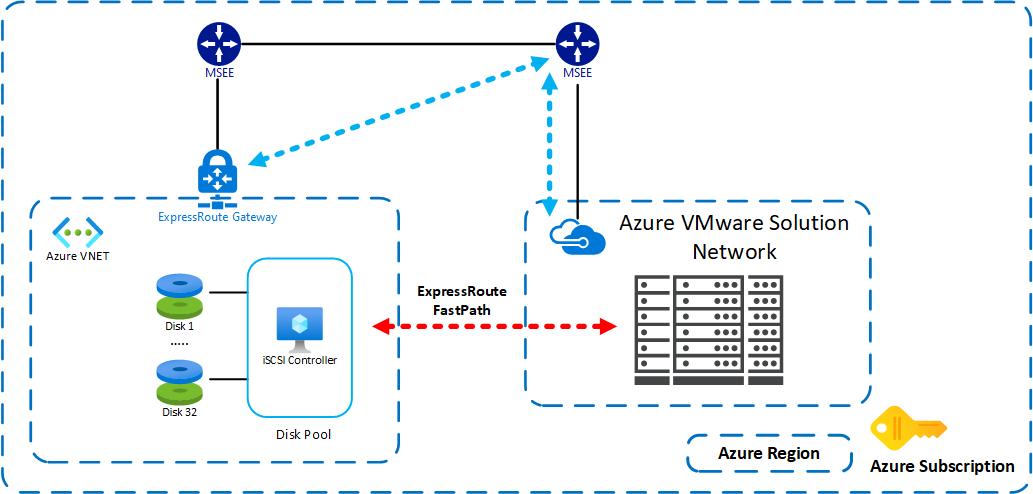 MSEE
MSEE
ExpressRoute Gateway
Azure VNET
Azure VMware Solution
Network
ExpressRoute
FastPath
Disk 1
.....
iSCSI Controller
Disk 32
Disk Pool
Azure Region
Azure Subscription